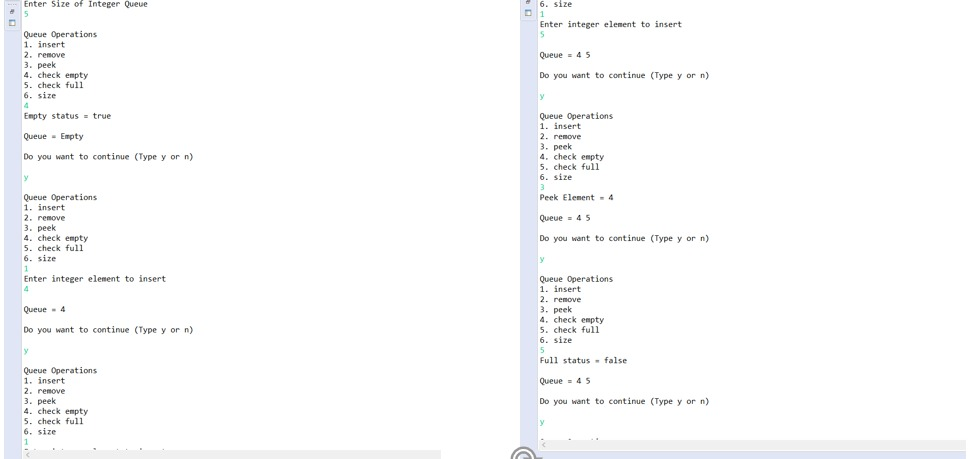 Enter Size of Integer Queue
5
Queue Operations
1. insert
2. remove
3. peek
4. check empty
5. check full
6. size
4
Empty status = true
Queue = Empty
Do you want to continue (Type y or n)
y
Queue Operations
1. insert
2. remove
3. peek
4. check empty
5. check full
6. size
1
Enter integer element to insert
4
Queue = 4
Do you want to continue (Type y or n)
y
Queue Operations
1. insert
2. remove
3. peek
4. check empty
5. check full
6. size
1
6. size
1
Enter integer element to insert
5
Queue = 4 5
Do you want to continue (Type y or n)
y
Queue Operations
1. insert
2. remove
3. peek
4. check empty
5. check full
6. size
3
Peek Element = 4
Queue = 4 5
Do you want to continue (Type y or n)
y
Queue Operations
1. insert
2. remove
3. peek
4. check empty
5. check full
6. size
5
Full status = false
Queue = 4 5
Do you want to continue (Type y or n)
y